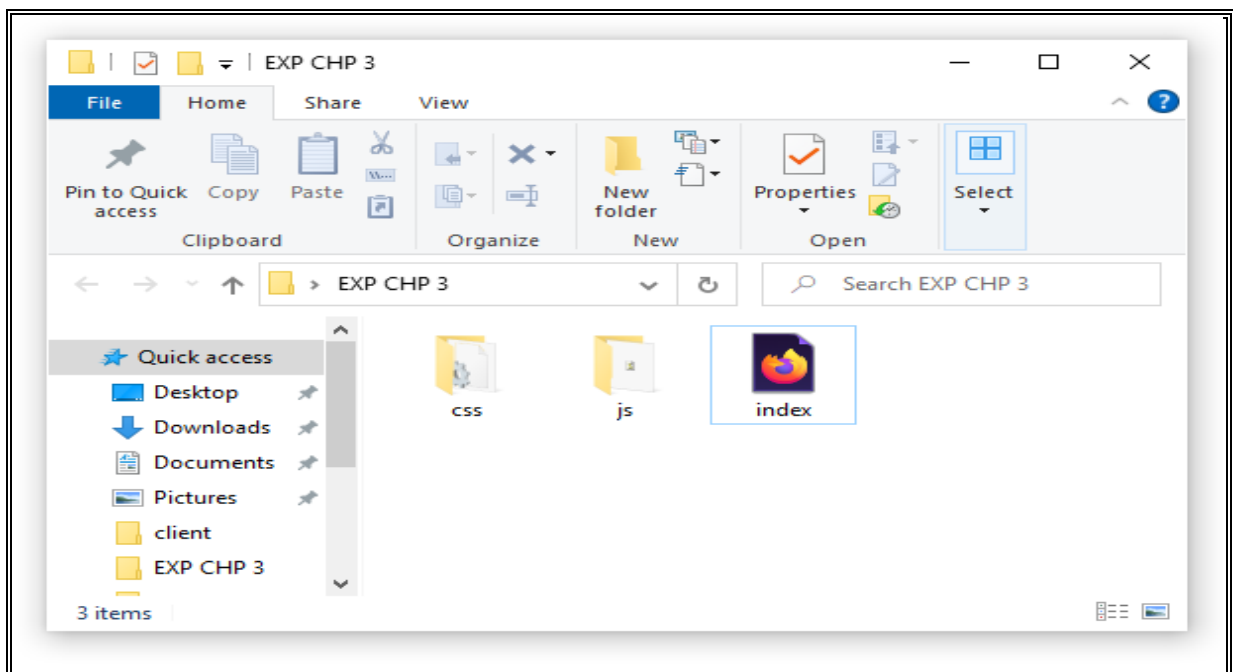 EXP CHP 3
File Home Share View
Pin to Quick access
Copy
Paste
Clipboard
Organize
New folder
New
Properties
Open
Select
EXP CHP 3
Search EXP CHP 3
Quick access
Desktop
Downloads
Documents
Pictures
client
EXP CHP 3
css
js
index
3 items